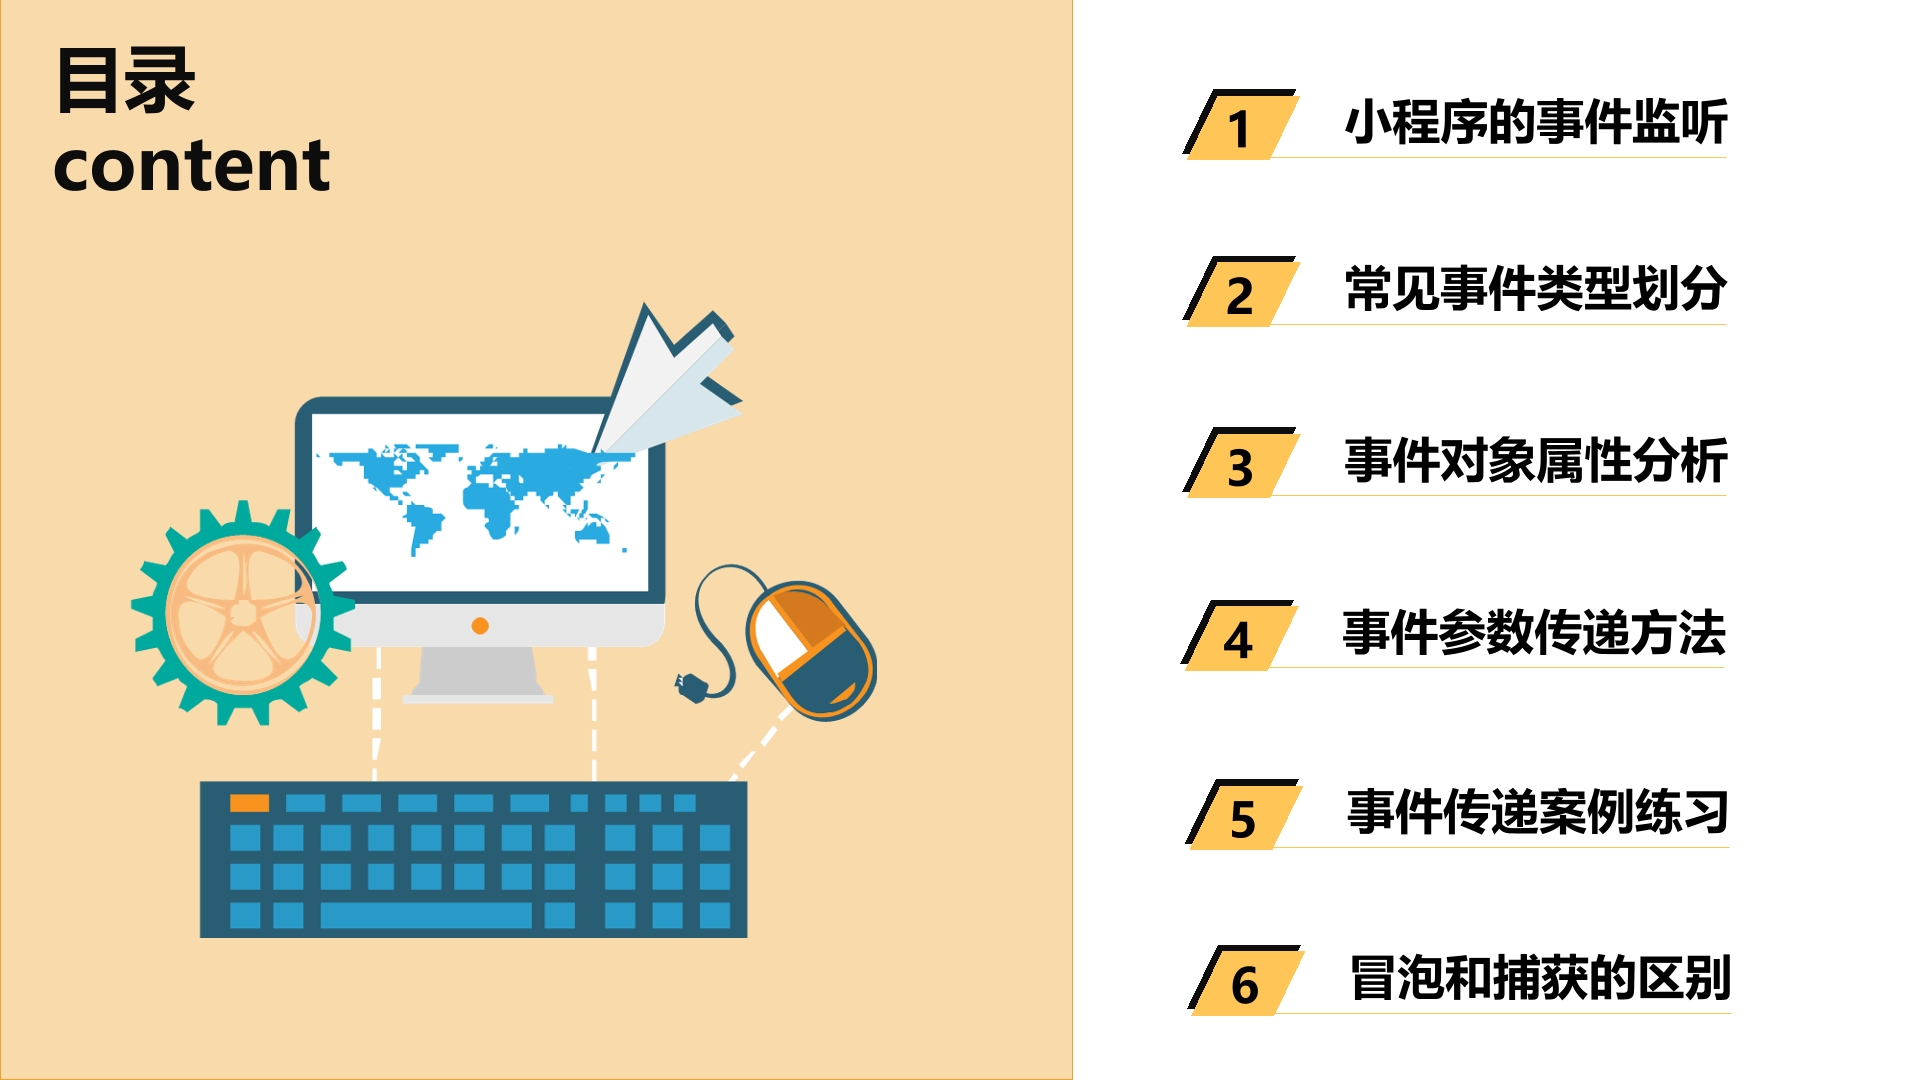 目录
content
1 小程序的事件监听
2 常见事件类型划分
3 事件对象属性分析
4 事件参数传递方法
5 事件传递案例练习
6 冒泡和捕获的区别